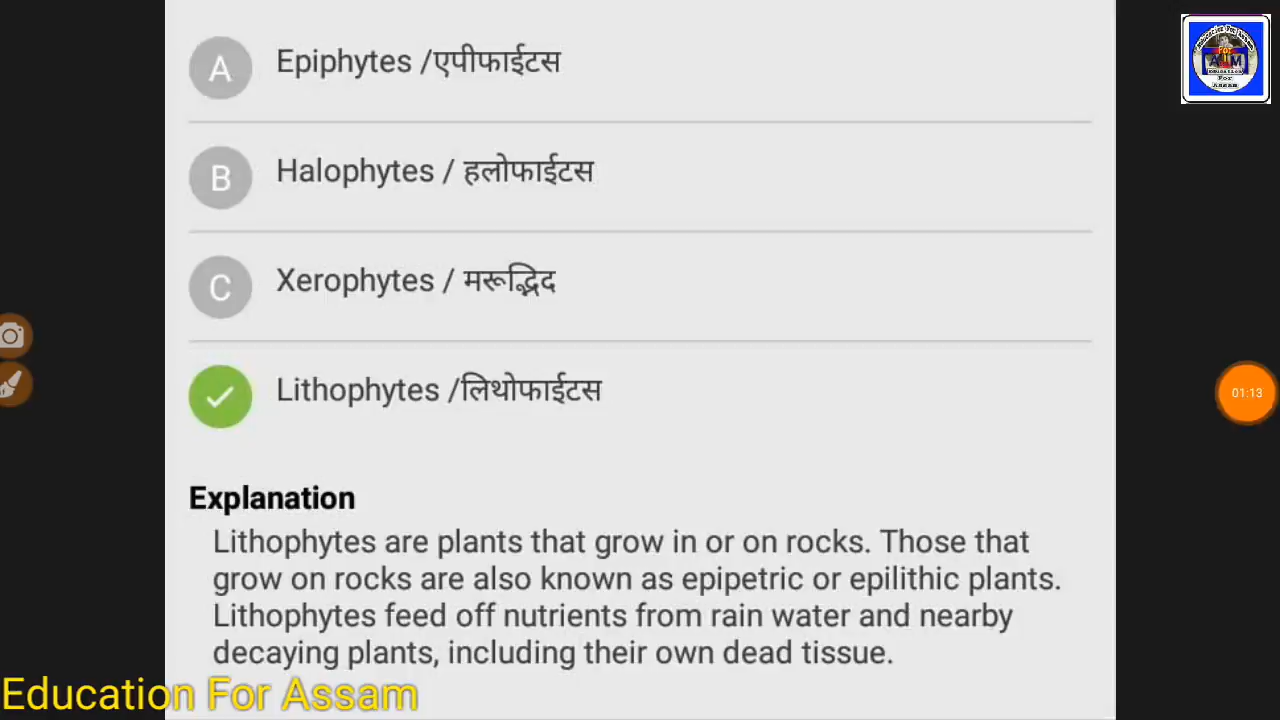 A Epiphytes /एपीफाईटस
B Halophytes / हलोफाईटस
C Xerophytes / मरूद्भिद
Lithophytes /लिथोफाईटस
01:13
Explanation
Lithophytes are plants that grow in or on rocks. Those that
grow on rocks are also known as epipetric or epilithic plants.
Lithophytes feed off nutrients from rain water and nearby
decaying plants, including their own dead tissue.
Education For Assam